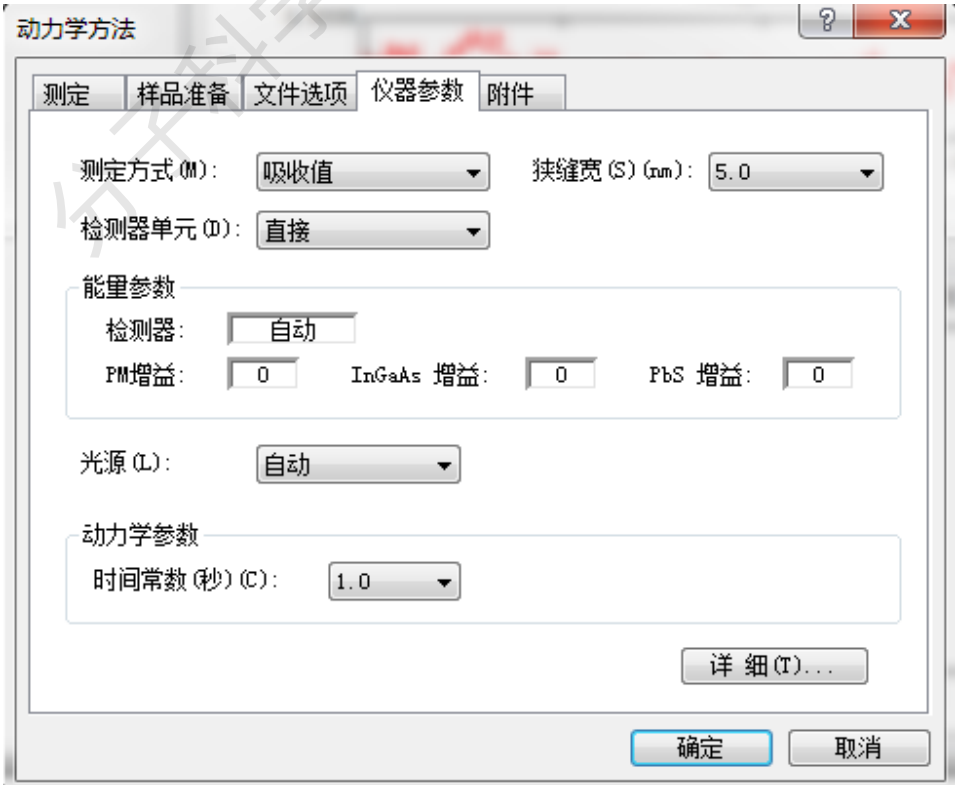 动力学方法
测定 样品准备 文件选项 仪器参数 附件
测定方式(M): 吸收值 狭缝宽(S)(nm): 5.0
检测器单元(D): 直接
能里参数
检测器: 自动
PM增益: 0 InGaAs 增益: 0 PbS 增益: 0
光源(L): 自动
动力学参数
时间常数(秒)(C): 1.0
详 细(T)...
确定 取消
分子科学